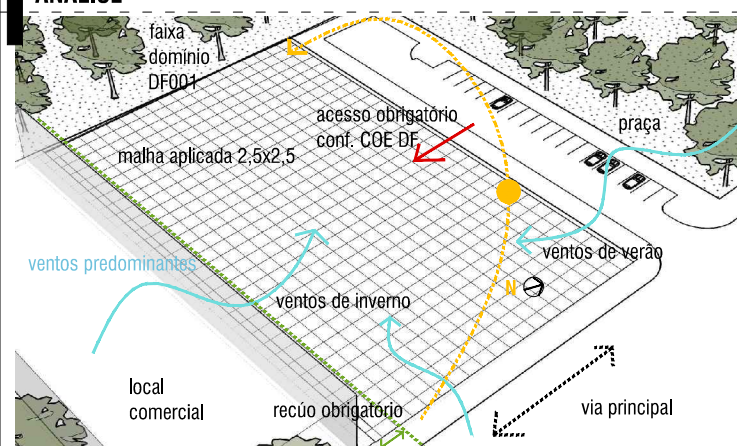 ANÁLISE
faixa
domínio
DF001
acesso obrigatório
conf. COE DF
praça
malha aplicada 2,5x2,5
ventos predominantes
ventos de verão
N
ventos de inverno
local
comercial
recúo obrigatório
via principal